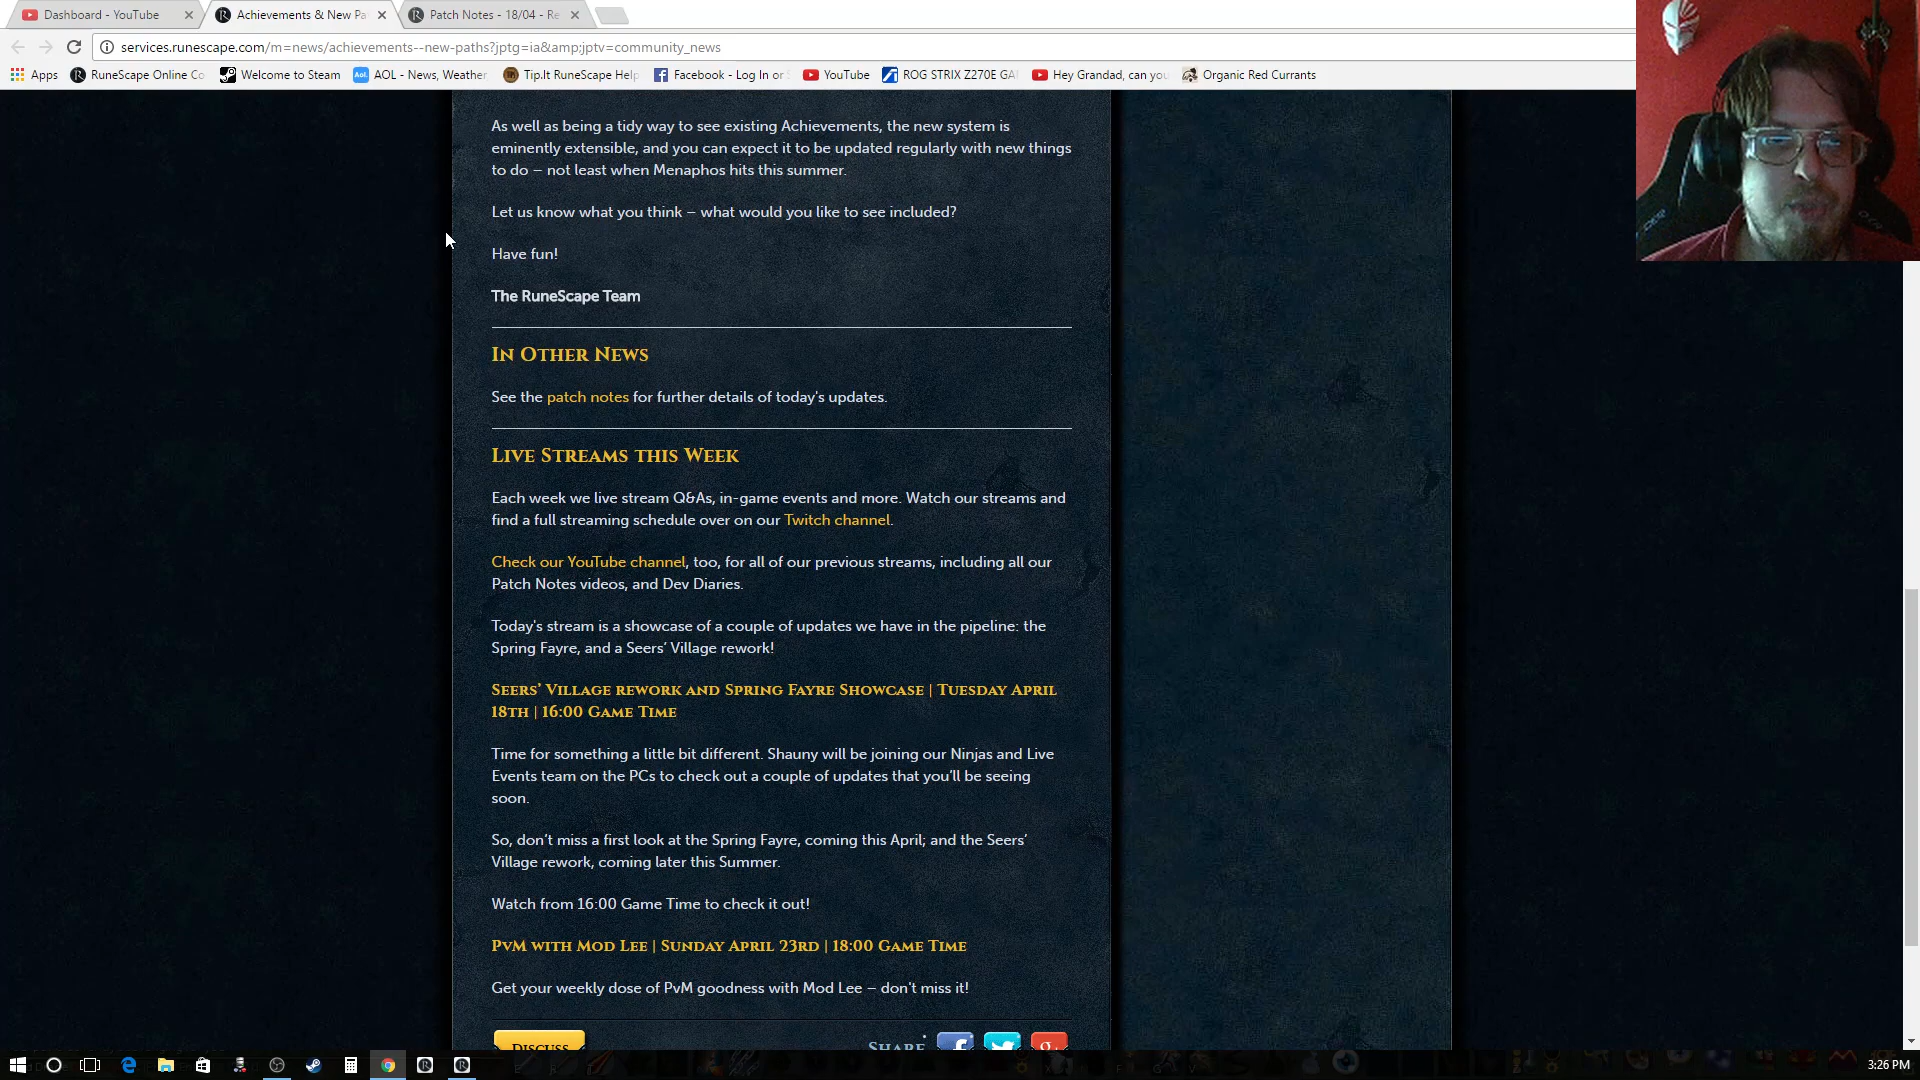 Dashboard - YouTube
Achievements & New Pa
Patch Notes - 18/04 - Re
services.runescape.com/m=news/achievements--new-paths?jptg=ia&amp;jptv=community_news
Apps
RuneScape Online Co
Welcome to Steam
Aol.
AOL - News, Weather
Tip.It RuneScape Help
Facebook - Log In or S
YouTube
ROG STRIX Z270E GA
Hey Grandad, can you
Organic Red Currants
As well as being a tidy way to see existing Achievements, the new system is
eminently extensible, and you can expect it to be updated regularly with new things
to do – not least when Menaphos hits this summer.
Let us know what you think – what would you like to see included?
Have fun!
The RuneScape Team
In Other News
See the patch notes for further details of today's updates.
Live Streams this Week
Each week we live stream Q&As, in-game events and more. Watch our streams and
find a full streaming schedule over on our Twitch channel.
Check our YouTube channel, too, for all of our previous streams, including all our
Patch Notes videos, and Dev Diaries.
Today's stream is a showcase of a couple of updates we have in the pipeline: the
Spring Fayre, and a Seers’ Village rework!
Seers’ Village rework and Spring Fayre Showcase | Tuesday April
18th | 16:00 Game Time
Time for something a little bit different. Shauny will be joining our Ninjas and Live
Events team on the PCs to check out a couple of updates that you’ll be seeing
soon.
So, don’t miss a first look at the Spring Fayre, coming this April; and the Seers’
Village rework, coming later this Summer.
Watch from 16:00 Game Time to check it out!
PvM with Mod Lee | Sunday April 23rd | 18:00 Game Time
Get your weekly dose of PvM goodness with Mod Lee – don't miss it!
Discuss
Share
3:26 PM